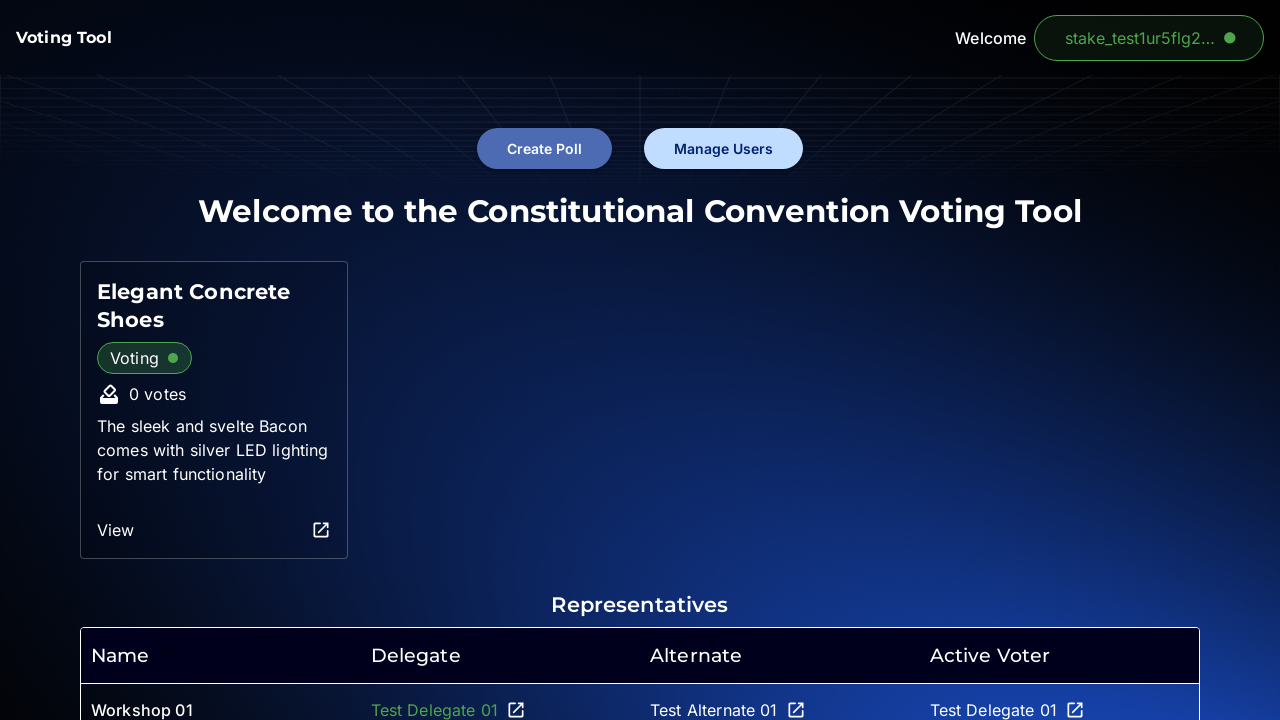 Voting Tool
Welcome stake_test1ur5flg2...
Create Poll Manage Users
Welcome to the Constitutional Convention Voting Tool
Elegant Concrete
Shoes
Voting
0 votes
The sleek and svelte Bacon
comes with silver LED lighting
for smart functionality
View
Representatives
Name Delegate Alternate Active Voter
Workshop 01 Test Delegate 01 Test Alternate 01 Test Delegate 01